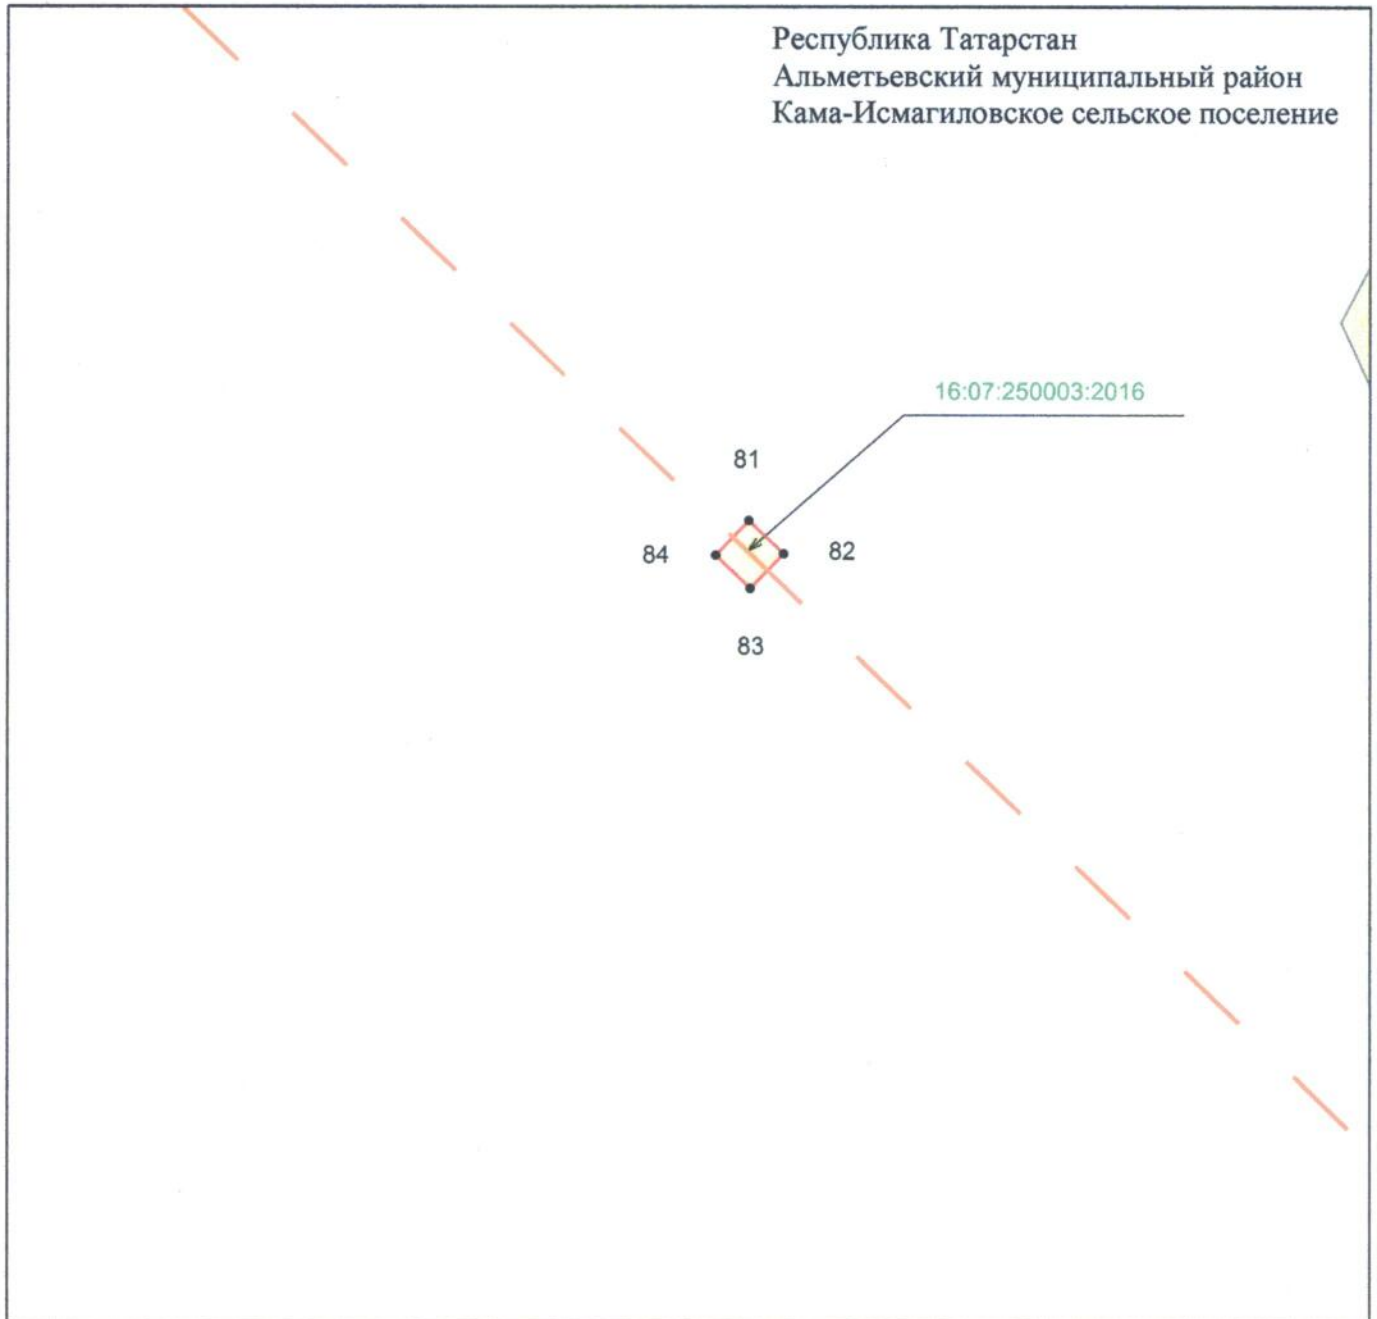 Республика Татарстан
Альметьевский муниципальный район
Кама-Исмагиловское сельское поселение
16:07:250003:2016
81
84
82
83